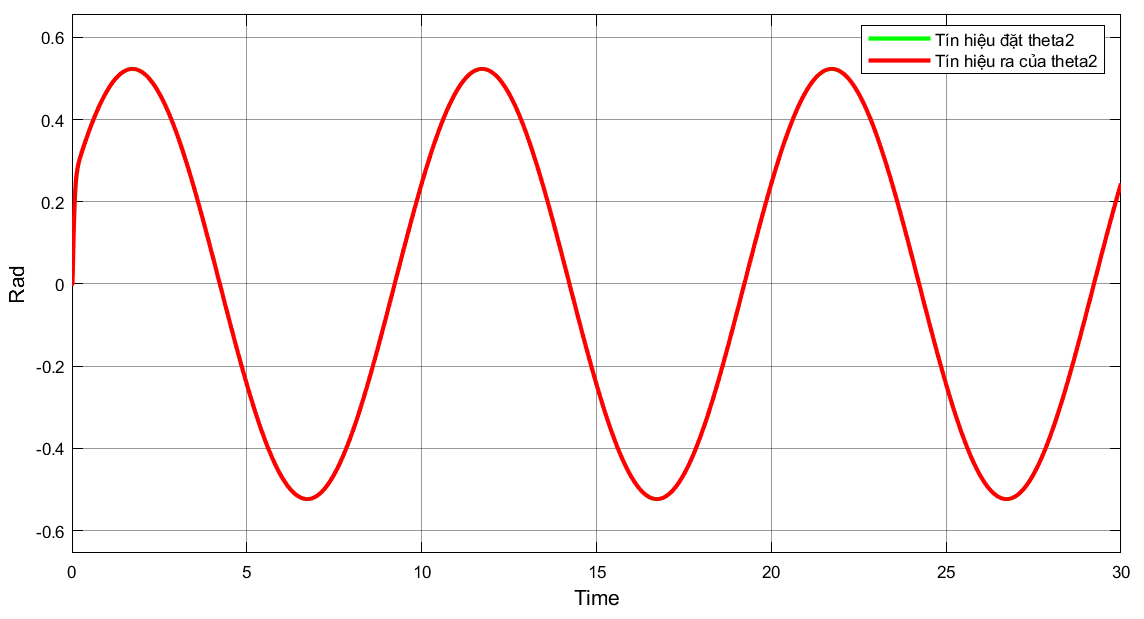 Tín hiệu đặt theta2
Tín hiệu ra của theta2
0.6
0.4
0.2
0
-0.2
-0.4
-0.6
Rad
0 5 10 15 20 25 30
Time